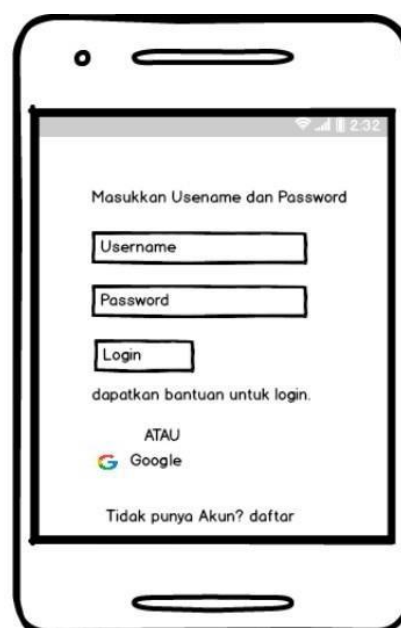 2:32
Masukkan Usename dan Password
Username
Password
Login
dapatkan bantuan untuk login.
ATAU
Google
Tidak punya Akun? daftar